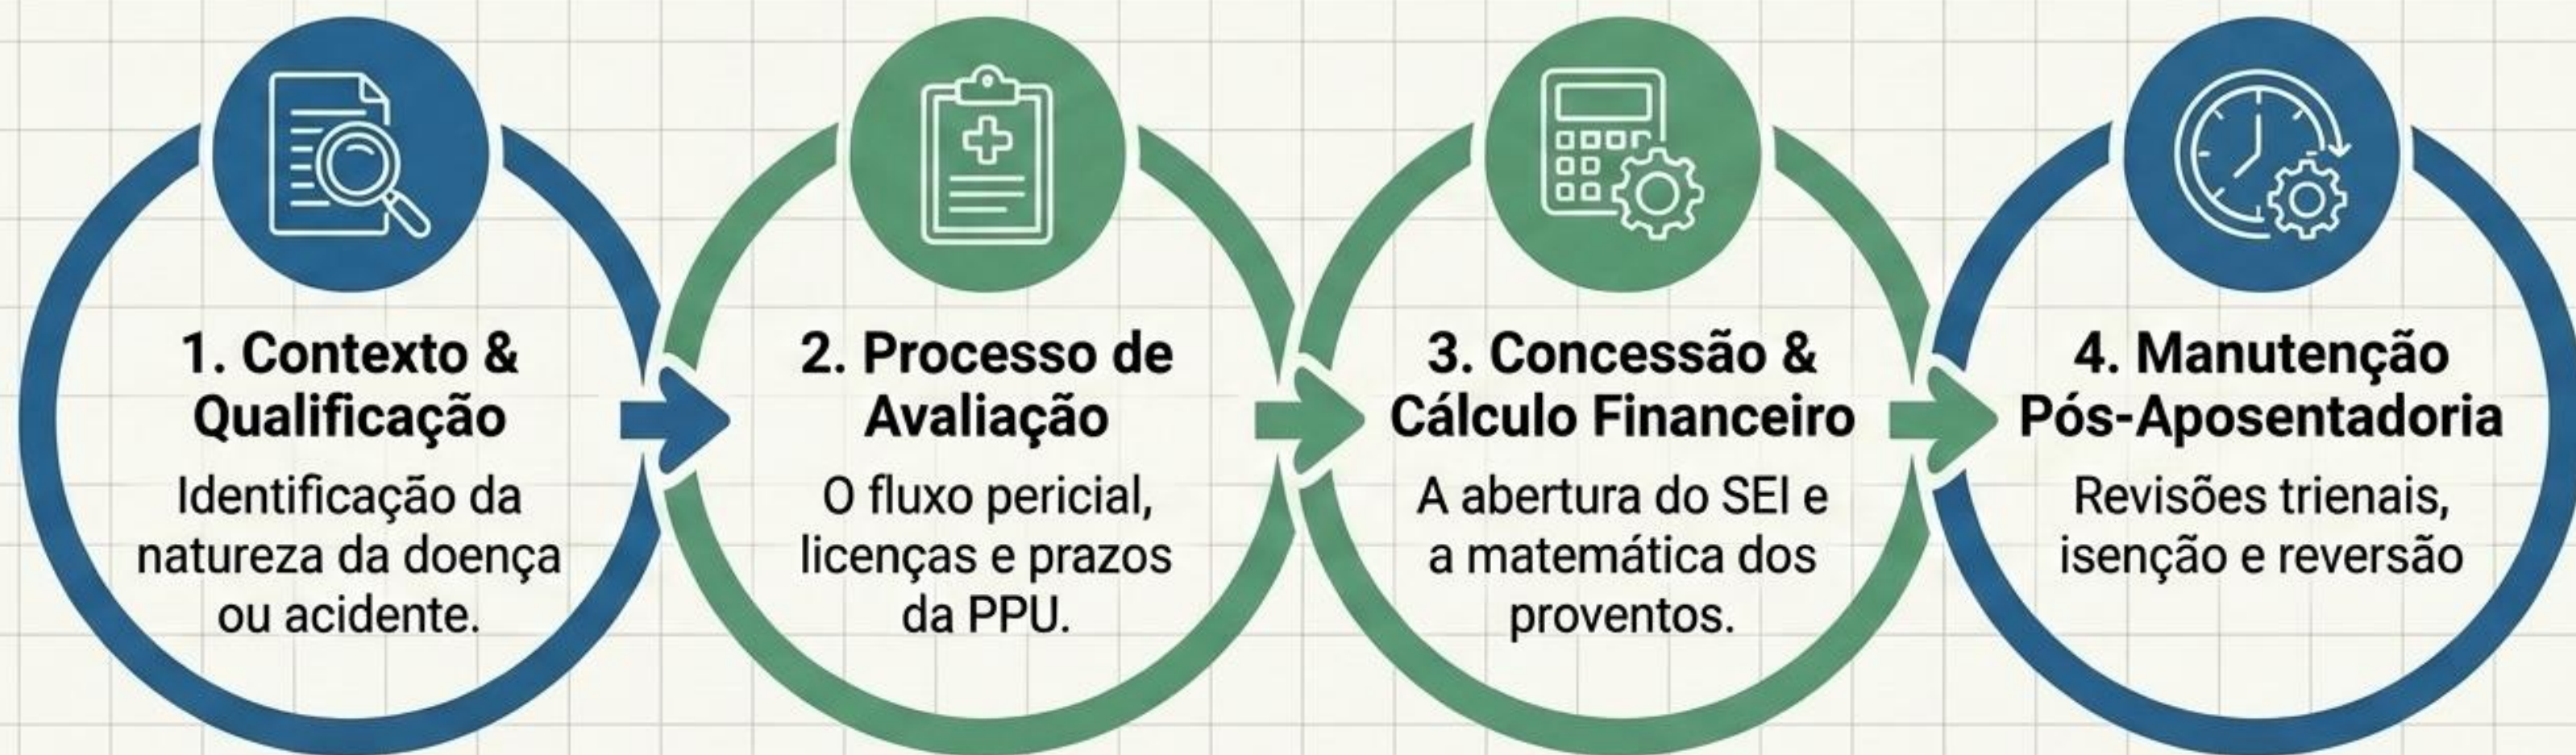 1. Contexto &
Qualificação
Identificação da
natureza da doença
ou acidente.
2. Processo de
Avaliação
O fluxo pericial,
licenças e prazos
da PPU.
3. Concessão &
Cálculo Financeiro
A abertura do SEI e
a matemática dos
proventos.
4. Manutenção
Pós-Aposentadoria
Revisões trienais,
isenção e reversão